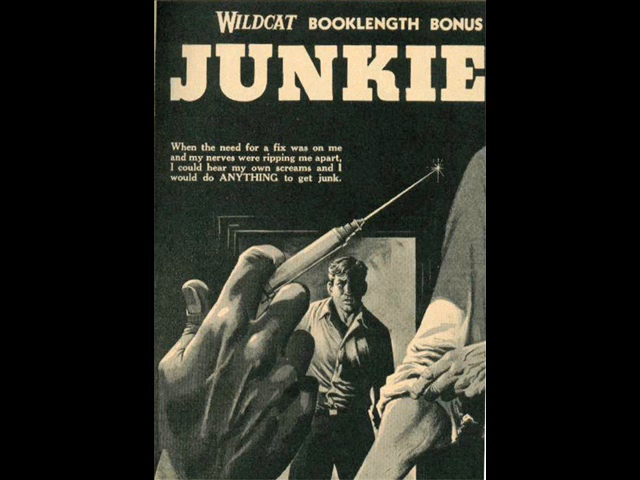 WILDCAT BOOKLENGTH BONUS
JUNKIE
When the need for a fix was on me
and my nerves were ripping me apart,
I could hear my own screams and I
would do ANYTHING to get junk.